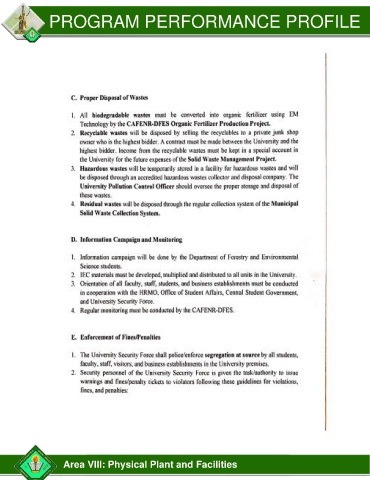 PROGRAM PERFORMANCE PROFILE
C. Proper Disposal of Wastes
1. All biodegradable wastes must be converted into organic fertilizer using EM
Technology by the CAFENR-DFES Organic Fertilizer Production Project.
2. Recyclable wastes will be disposed by selling the recyclables to a private junk shop
owner who is the highest bidder. A contract must be made between the University and the
highest bidder. Income from the recyclable wastes must be kept in a special account in
the University for the future expenses of the Solid Waste Management Project.
3. Hazardous wastes will be temporarily stored in a facility for hazardous wastes and will
be disposed through an accredited hazardous wastes collector and disposal company. The
University Pollution Control Officer should oversee the proper storage and disposal of
these wastes.
4. Residual wastes will be disposed through the regular collection system of the Municipal
Solid Waste Collection System.
D. Information Campaign and Monitoring
1. Information campaign will be done by the Department of Forestry and Environmental
Science students.
2. IEC materials must be developed, multiplied and distributed to all units in the University.
3. Orientation of all faculty, staff, students, and business establishments must be conducted
in cooperation with the HRMO, Office of Student Affairs, Central Student Government,
and University Security Force.
4. Regular monitoring must be conducted by the CAFENR-DFES.
E. Enforcement of Fines/Penalties
1. The University Security Force shall police/enforce segregation at source by all students,
faculty, staff, visitors, and business establishments in the University premises.
2. Security personnel of the University Security Force is given the task/authority to issue
warnings and fines/penalty tickets to violators following these guidelines for violations,
fines, and penalties:
Area VIII: Physical Plant and Facilities